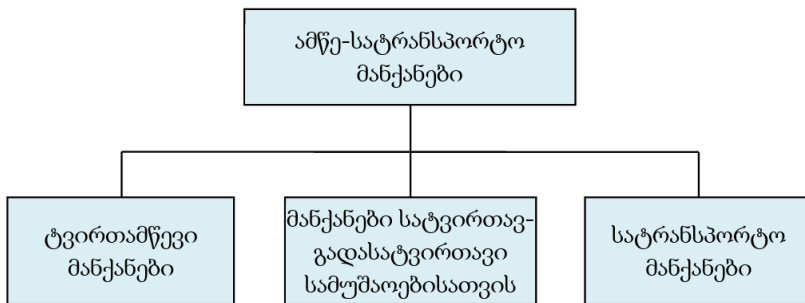 ამწე-სატრანსპორტო
მანქანები
ტვირთამწევი
მანქანები
მანქანები სატვირთავ-
გადასატვირთავი
სამუშაოებისათვის
სატრანსპორტო
მანქანები